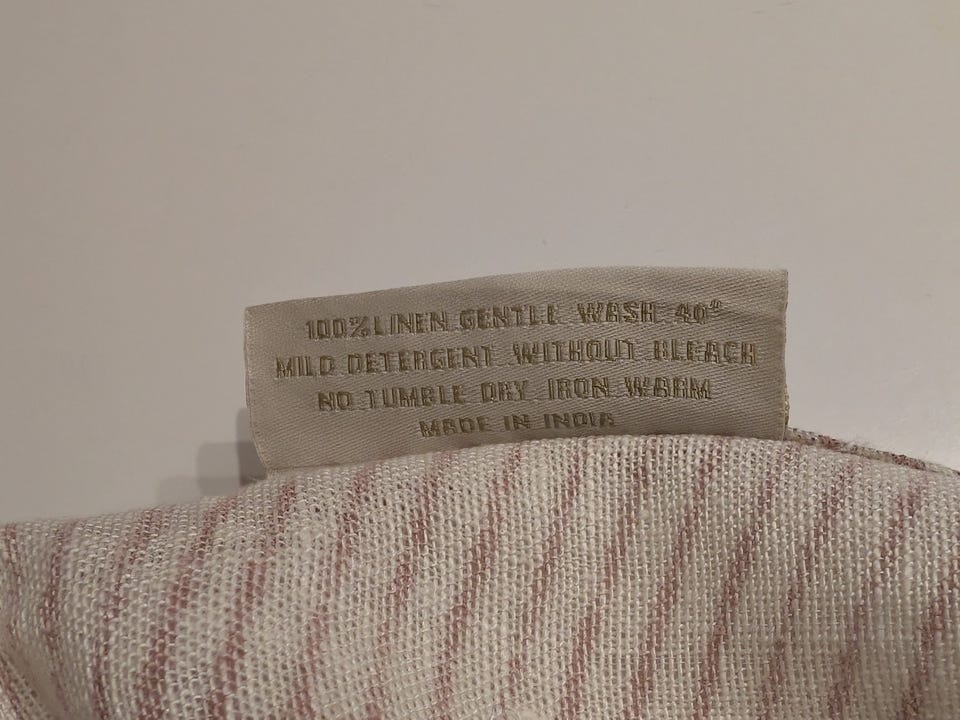 100% LINEN GENTLE WASH 40°
MILD DETERGENT WITHOUT BLEACH
NO TUMBLE DRY IRON WARM
MADE IN INDIA